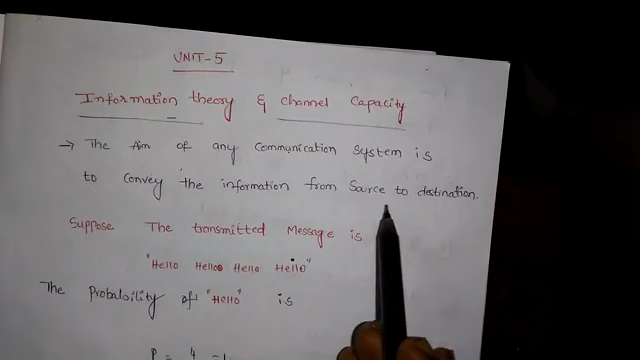 UNIT-5
Information theory & channel Capacity
→ The Aim of any Communication System is
to Convey the information from Source to destination.
Suppose The transmitted Message is
"Hello Hello Hello Hello"
The Probability of "Hello" is
P = 4